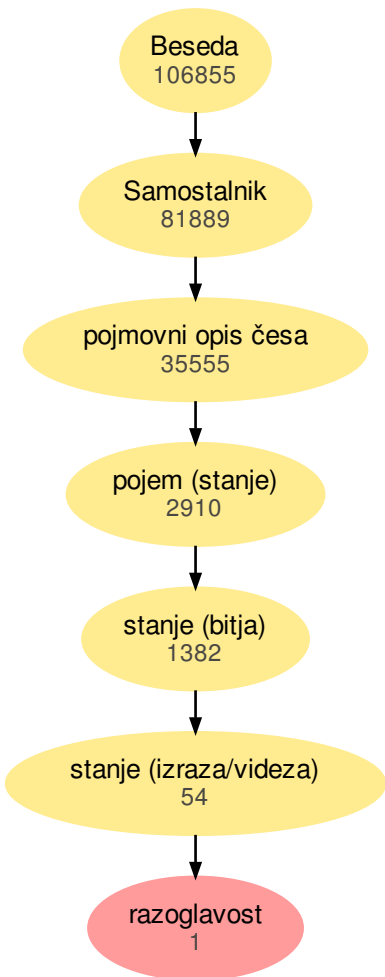 Beseda
106855
Samostalnik
81889
pojmovni opis česa
35555
pojem (stanje)
2910
stanje (bitja)
1382
stanje (izraza/videza)
54
razoglavost
1